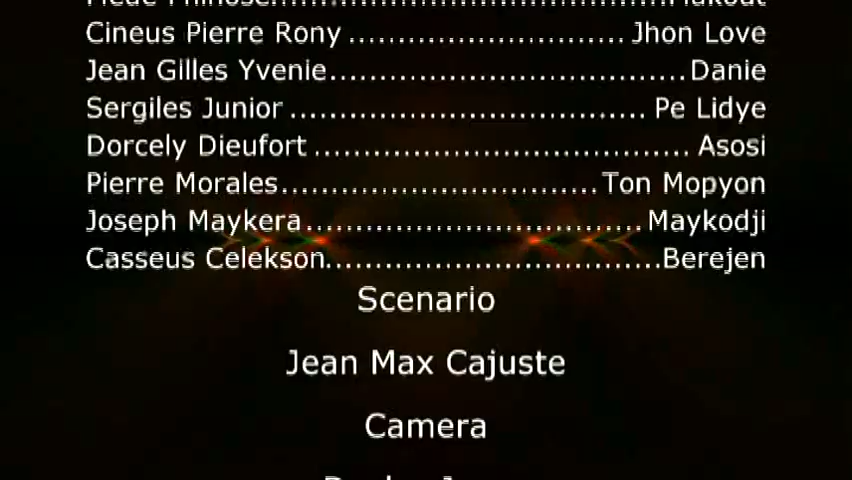 Cineus Pierre Rony ............................ Jhon Love
Jean Gilles Yvenie.................................... Danie
Sergiles Junior .................................... Pe Lidye
Dorcely Dieufort ...................................... Asosi
Pierre Morales................................ Ton Mopyon
Joseph Maykera.................................. Maykodji
Casseus Celekson.................................. Berejen
Scenario
Jean Max Cajuste
Camera